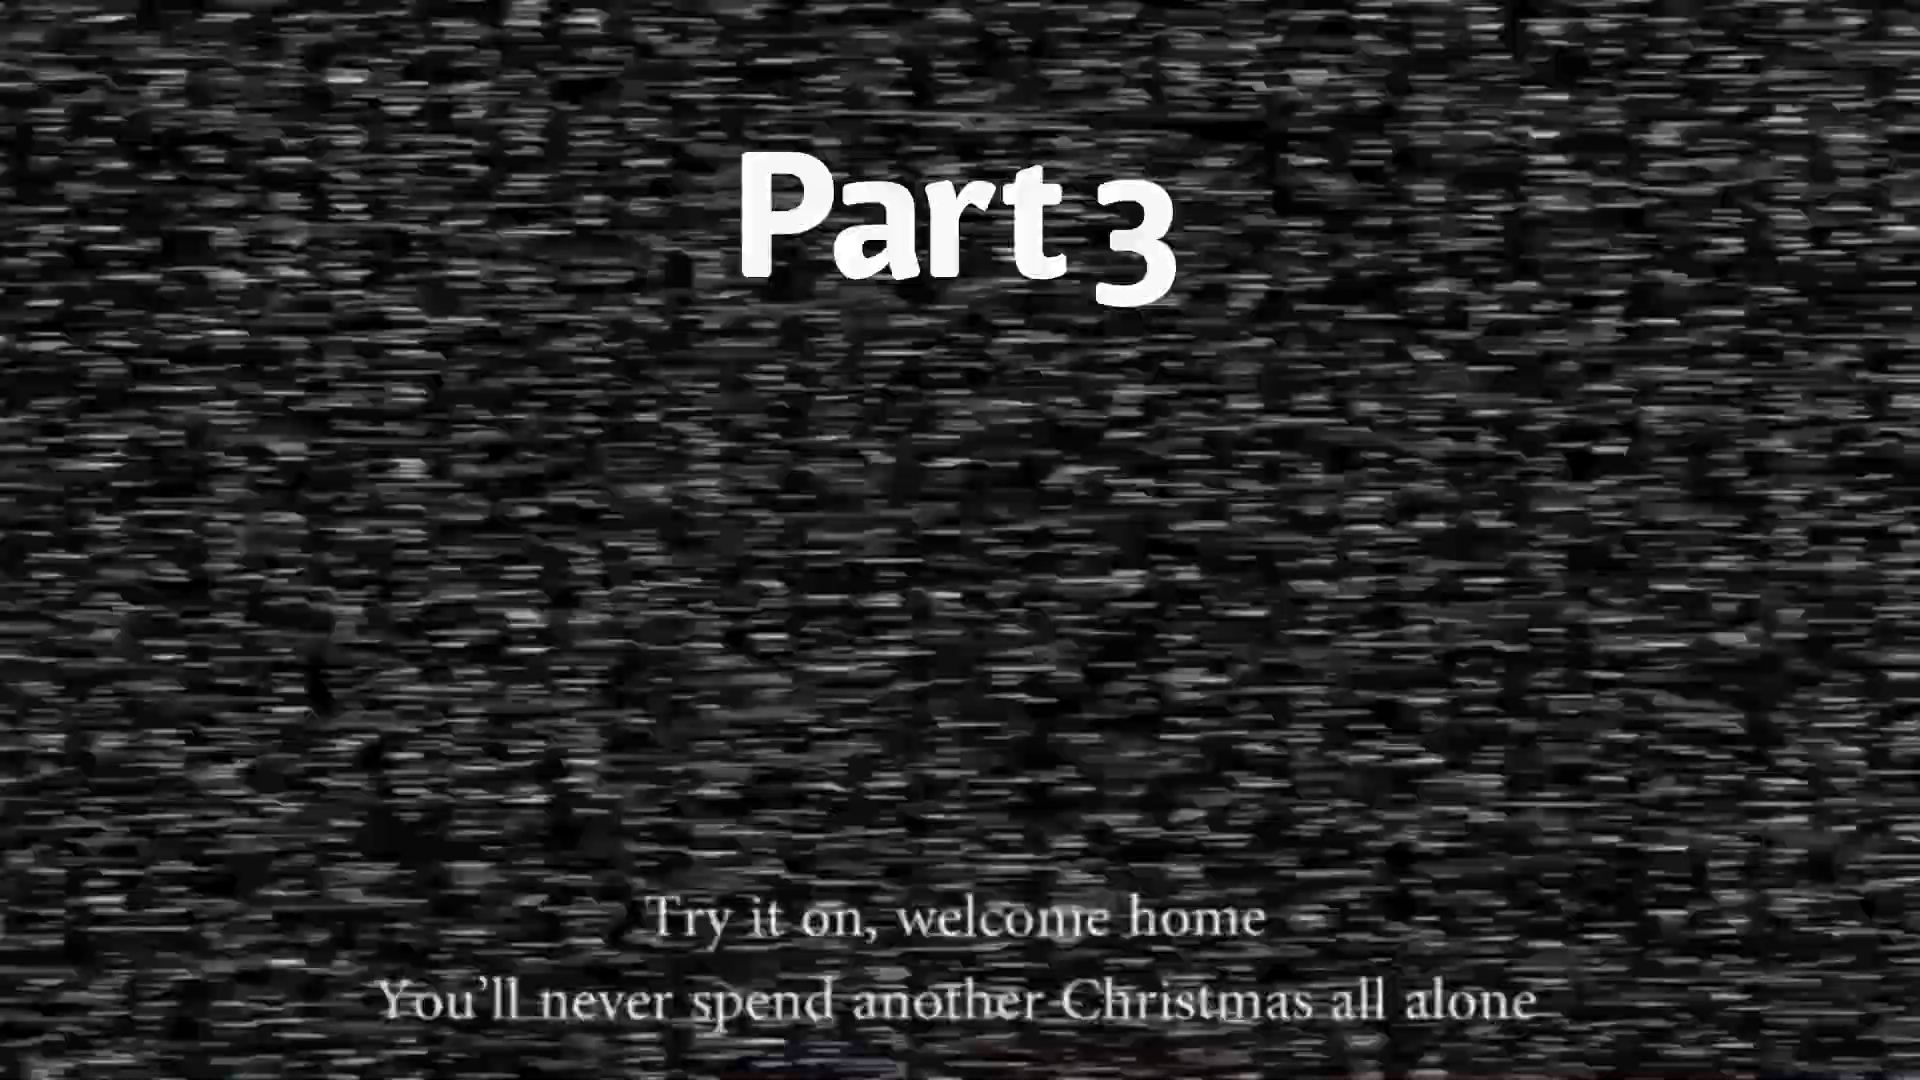 Part 3
Try it on, welcome home
You'll never spend another Christmas all alone